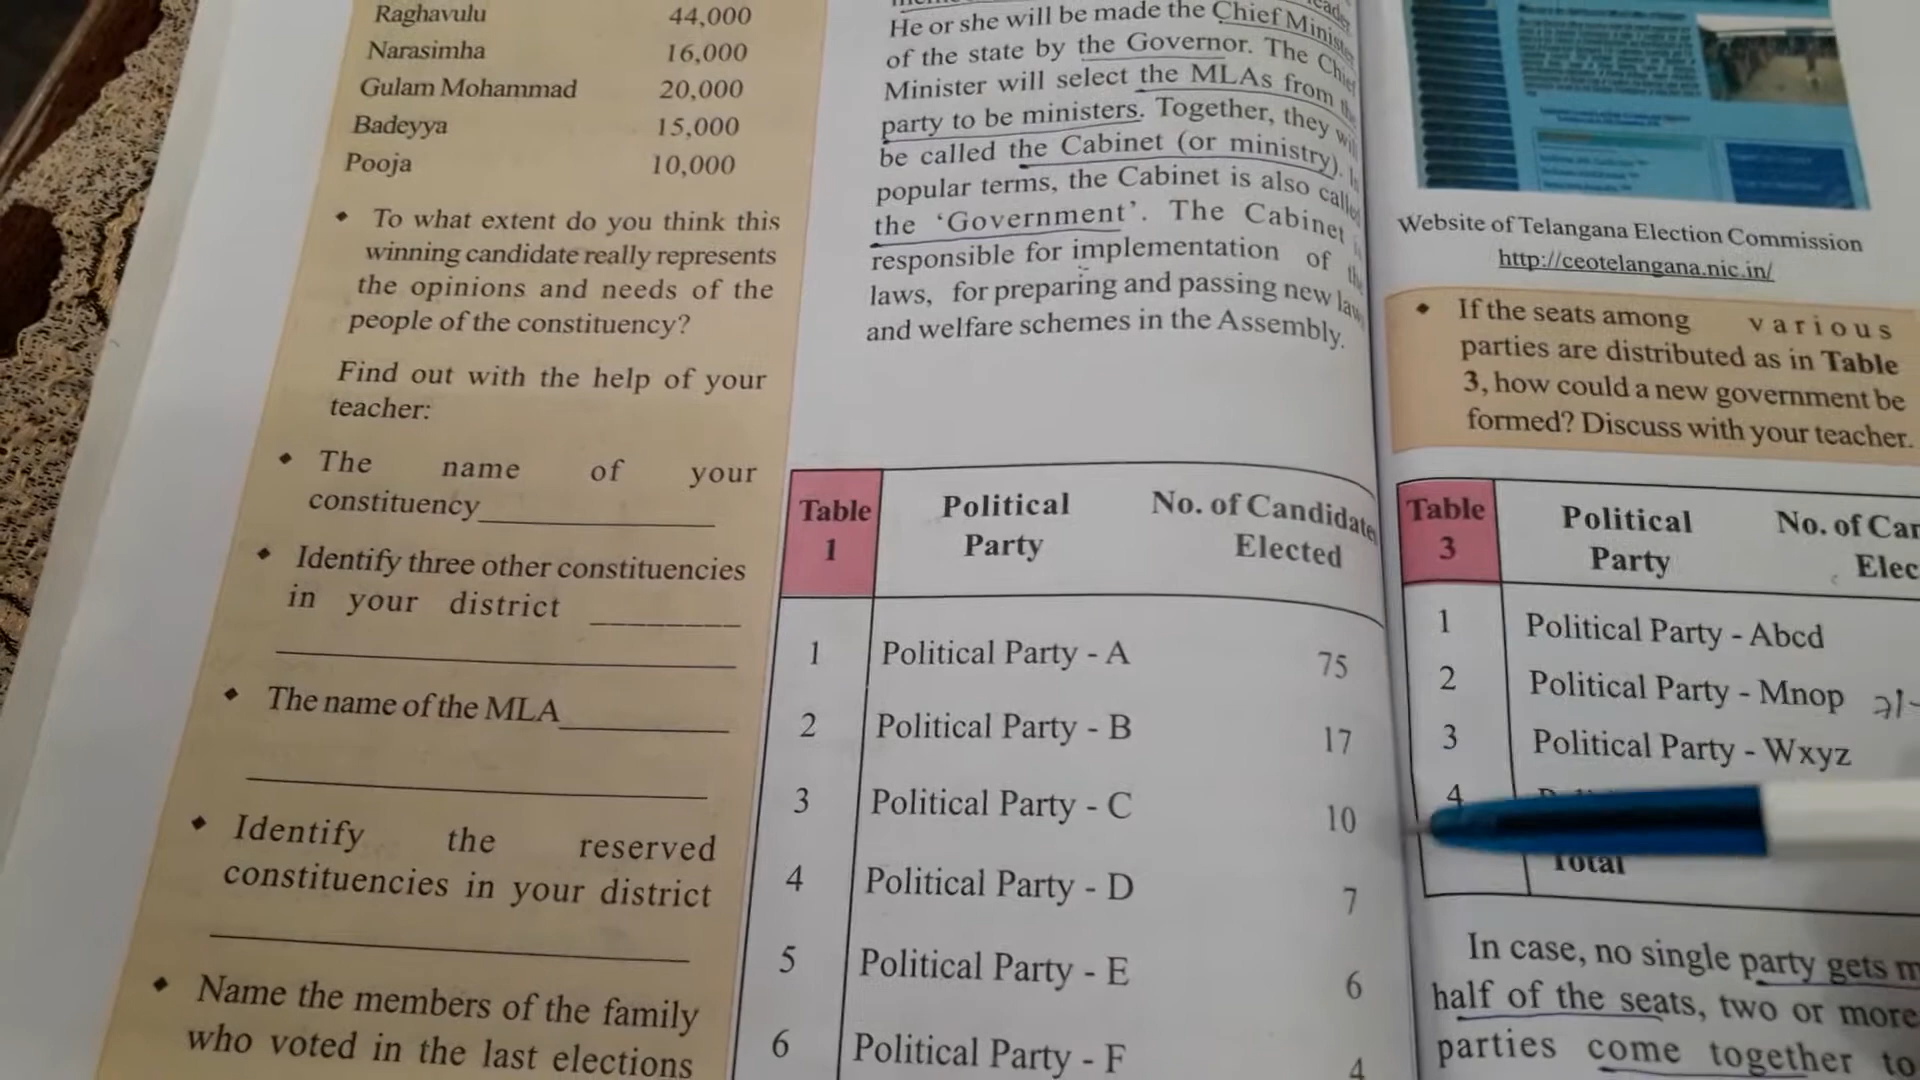 Raghavulu 44,000
Narasimha 16,000
Gulam Mohammad 20,000
Badeyya 15,000
Pooja 10,000
• To what extent do you think this
winning candidate really represents
the opinions and needs of the
people of the constituency?
Find out with the help of your
teacher:
• The name of your
constituency
• Identify three other constituencies
in your district
• The name of the MLA
• Identify the reserved
constituencies in your district
• Name the members of the family
who voted in the last elections
He or she will be made the Chief Minister
of the state by the Governor. The Chief
Minister will select the MLAs from the
party to be ministers. Together, they will
be called the Cabinet (or ministry). In
popular terms, the Cabinet is also called
the ‘Government’. The Cabinet is
responsible for implementation of the
laws, for preparing and passing new laws
and welfare schemes in the Assembly.
Table 1 Political Party No. of Candidates Elected
1 Political Party - A 75
2 Political Party - B 17
3 Political Party - C 10
4 Political Party - D 7
5 Political Party - E 6
6 Political Party - F 4
Website of Telangana Election Commission
http://ceotelangana.nic.in/
• If the seats among various
parties are distributed as in Table
3, how could a new government be
formed? Discuss with your teacher.
Table 3 Political Party No. of Can
Elec
1 Political Party - Abcd
2 Political Party - Mnop
3 Political Party - Wxyz
4
Total
In case, no single party gets m
half of the seats, two or more
parties come together to